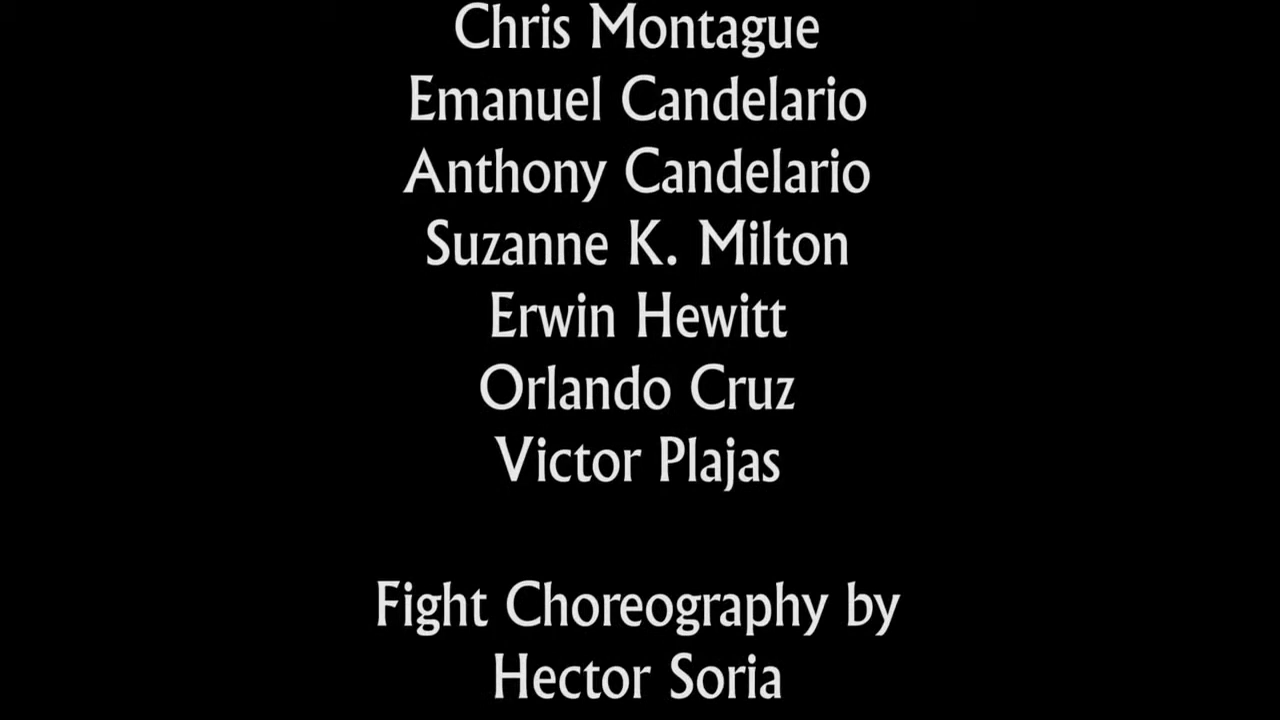 Chris Montague
Emanuel Candelario
Anthony Candelario
Suzanne K. Milton
Erwin Hewitt
Orlando Cruz
Victor Plajas
Fight Choreography by
Hector Soria